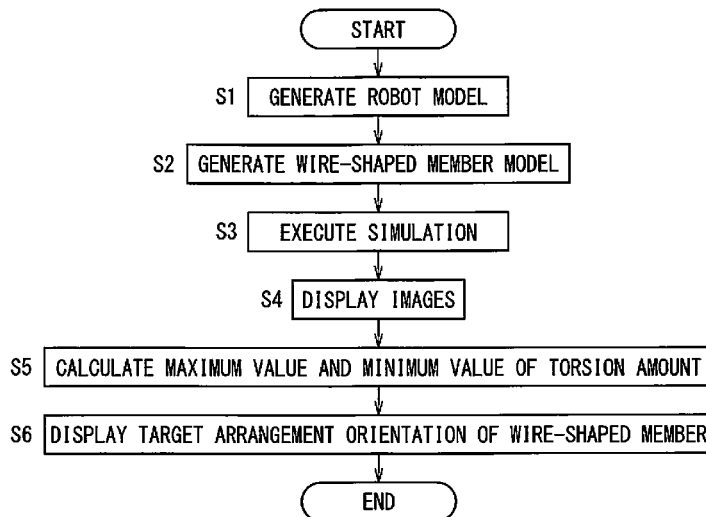 START
S1 GENERATE ROBOT MODEL
S2 GENERATE WIRE-SHAPED MEMBER MODEL
S3 EXECUTE SIMULATION
S4 DISPLAY IMAGES
S5 CALCULATE MAXIMUM VALUE AND MINIMUM VALUE OF TORSION AMOUNT
S6 DISPLAY TARGET ARRANGEMENT ORIENTATION OF WIRE-SHAPED MEMBER
END